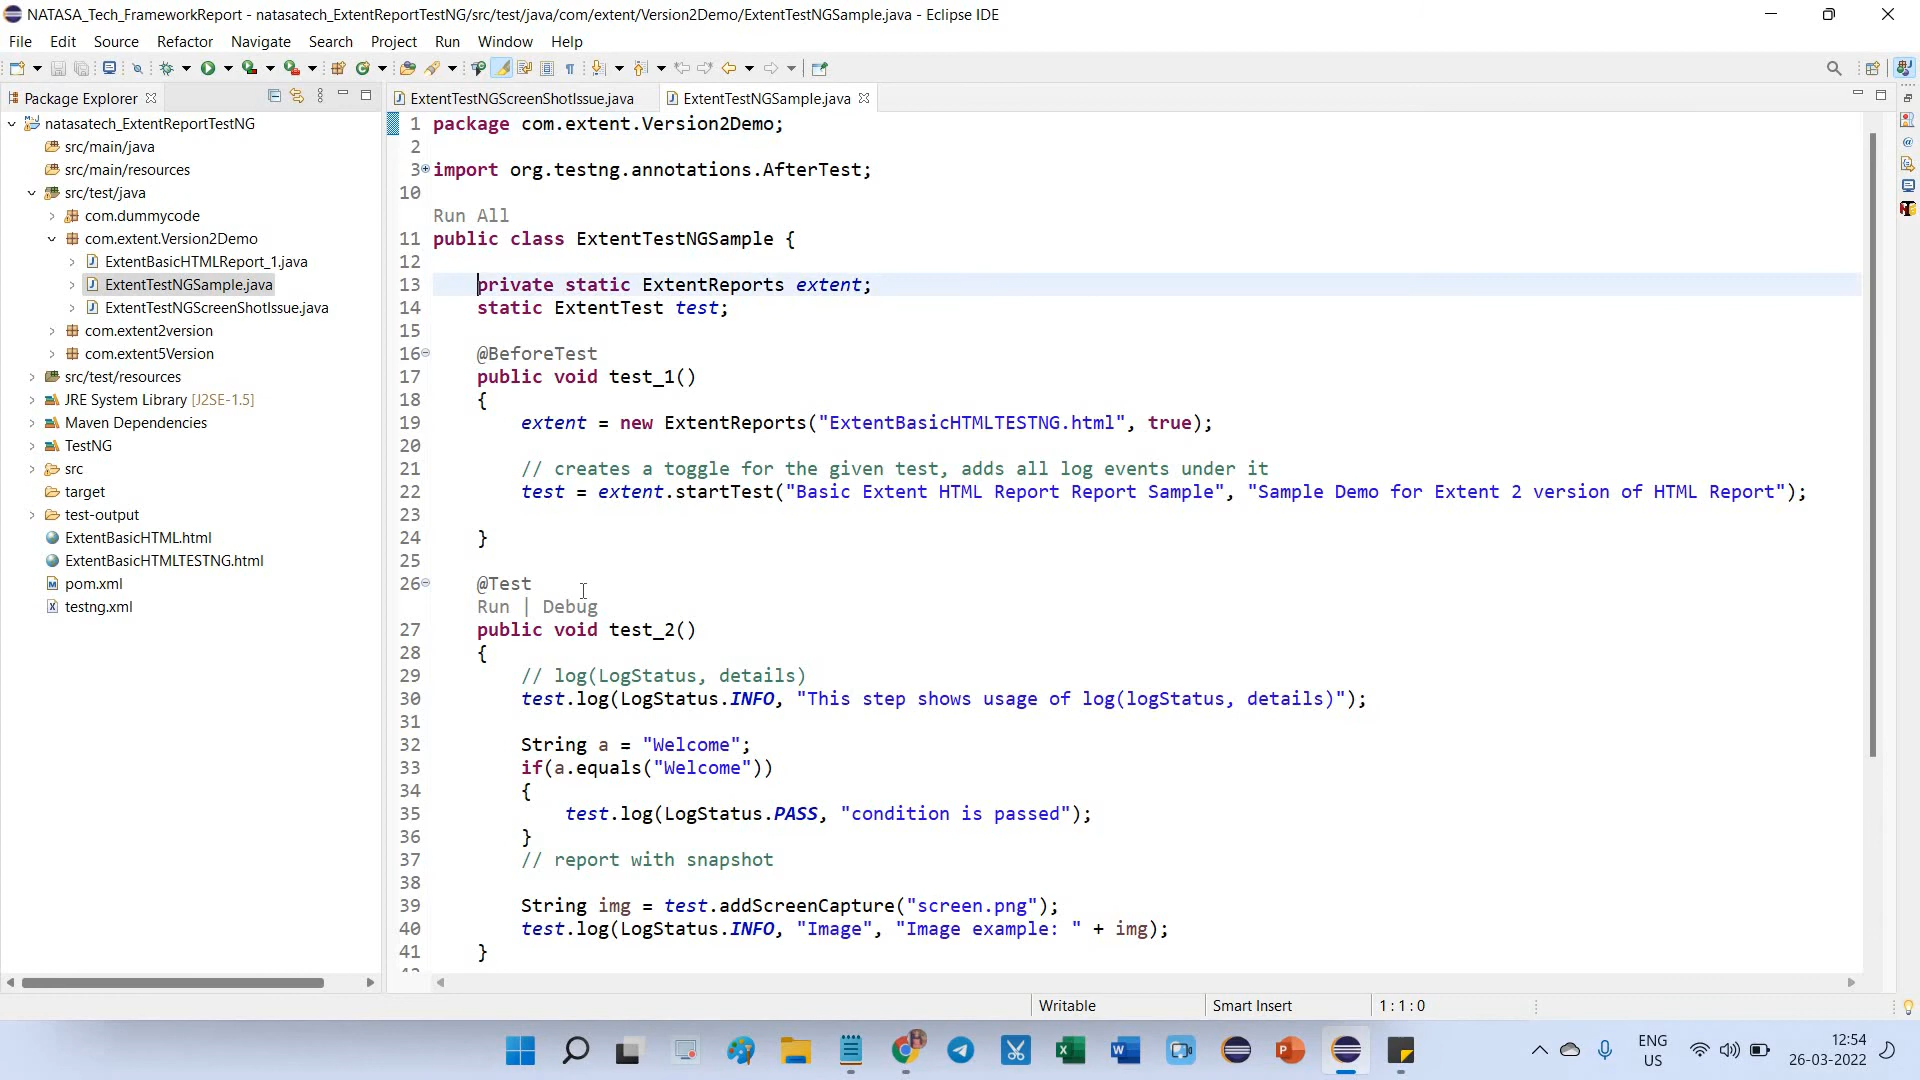 NATASA_Tech_FrameworkReport - natasatech_ExtentReportTestNG/src/test/java/com/extent/Version2Demo/ExtentTestNGSample.java - Eclipse IDE
File Edit Source Refactor Navigate Search Project Run Window Help
Package Explorer
ExtentTestNGScreenShotIssue.java
ExtentTestNGSample.java
natasatech_ExtentReportTestNG
src/main/java
src/main/resources
src/test/java
com.dummycode
com.extent.Version2Demo
ExtentBasicHTMLReport_1.java
ExtentTestNGSample.java
ExtentTestNGScreenShotIssue.java
com.extent2version
com.extent5Version
src/test/resources
JRE System Library [J2SE-1.5]
Maven Dependencies
TestNG
src
target
test-output
ExtentBasicHTML.html
ExtentBasicHTMLTESTNG.html
pom.xml
testng.xml
1 package com.extent.Version2Demo;
2
3 import org.testng.annotations.AfterTest;
10
Run All
11 public class ExtentTestNGSample {
12
13 private static ExtentReports extent;
14 static ExtentTest test;
15
16 @BeforeTest
17 public void test_1()
18 {
19 extent = new ExtentReports("ExtentBasicHTMLTESTNG.html", true);
20
21 // creates a toggle for the given test, adds all log events under it
22 test = extent.startTest("Basic Extent HTML Report Report Sample", "Sample Demo for Extent 2 version of HTML Report");
23
24 }
25
26 @Test
Run | Debug
27 public void test_2()
28 {
29 // log(LogStatus, details)
30 test.log(LogStatus.INFO, "This step shows usage of log(logStatus, details)");
31
32 String a = "Welcome";
33 if(a.equals("Welcome"))
34 {
35 test.log(LogStatus.PASS, "condition is passed");
36 }
37 // report with snapshot
38
39 String img = test.addScreenCapture("screen.png");
40 test.log(LogStatus.INFO, "Image", "Image example: " + img);
41 }
Writable Smart Insert 1 : 1 : 0
ENG
US
12:54
26-03-2022